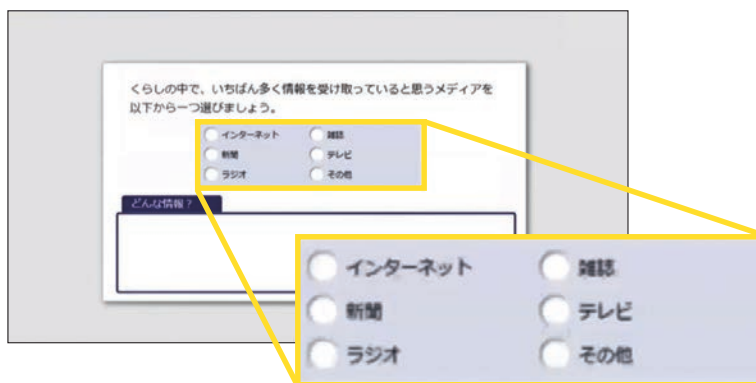 くらしの中で、いちばん多く情報を受け取っていると思うメディアを
以下から一つ選びましょう。
インターネット 雑誌
新聞 テレビ
ラジオ その他
どんな情報?
インターネット 雑誌
新聞 テレビ
ラジオ その他